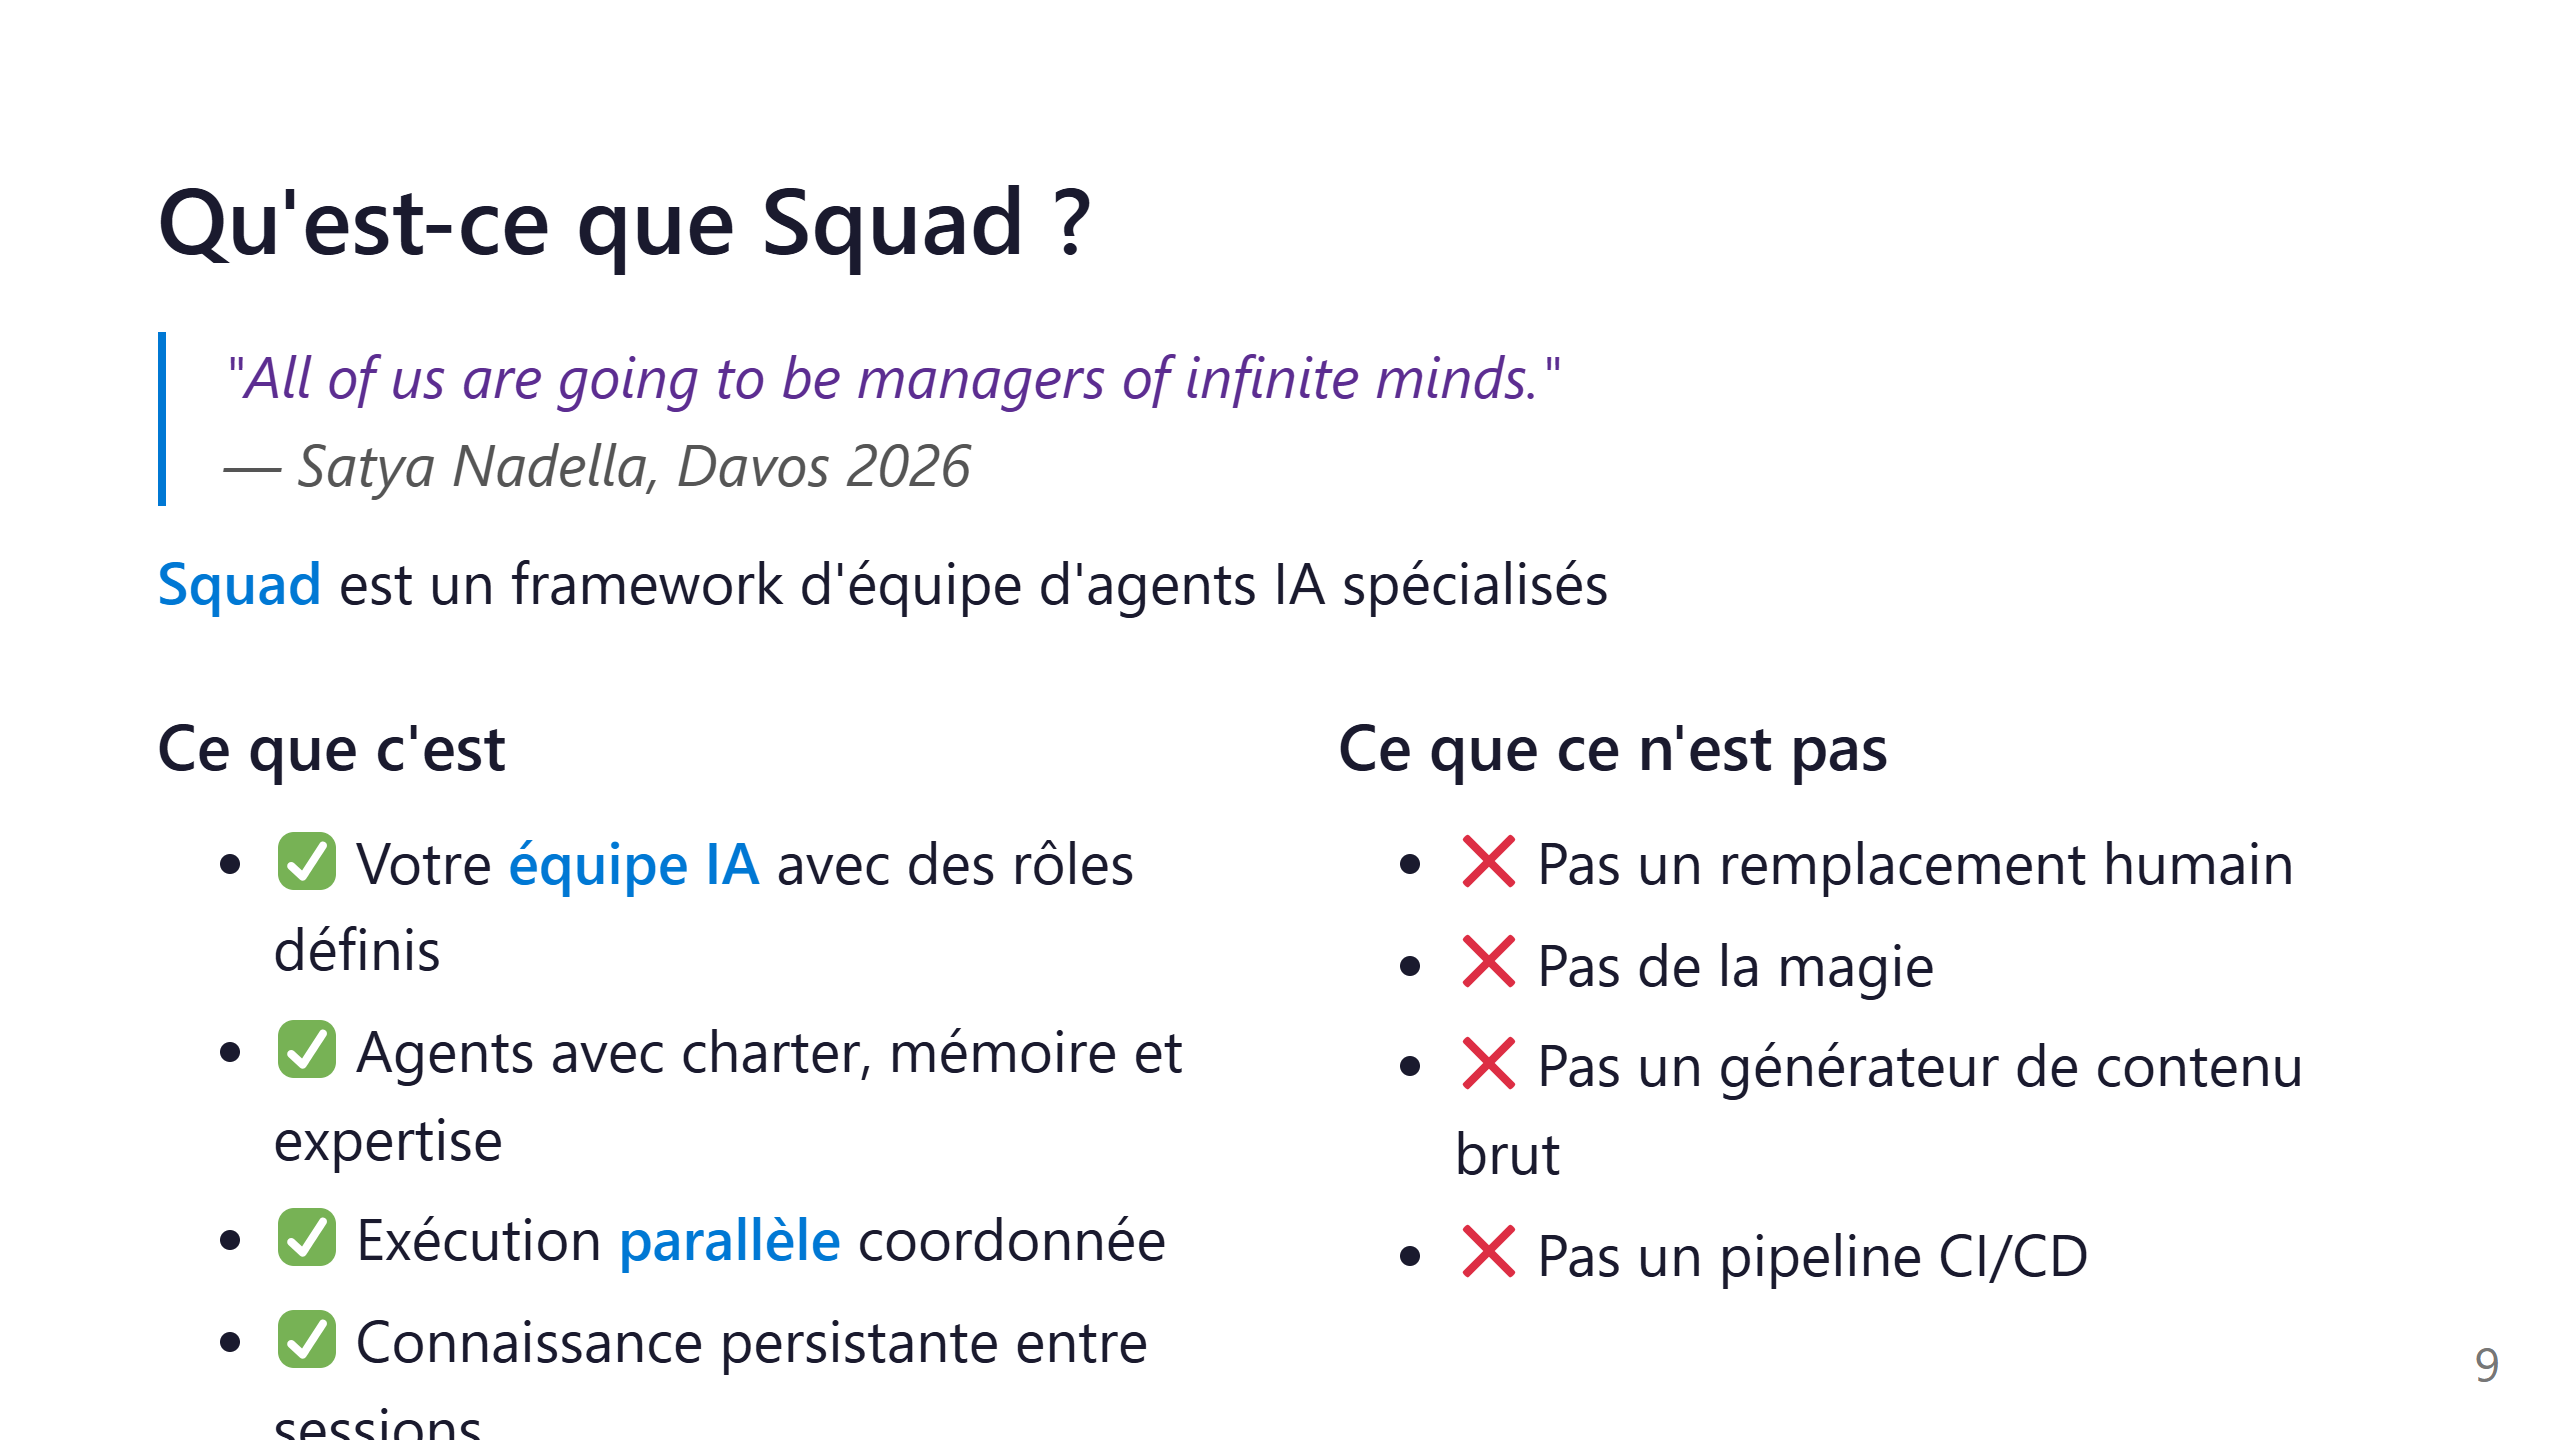 Qu'est-ce que Squad ?
"All of us are going to be managers of infinite minds."
— Satya Nadella, Davos 2026
Squad est un framework d'équipe d'agents IA spécialisés
Ce que c'est
• ✅ Votre équipe IA avec des rôles
définis
• ✅ Agents avec charter, mémoire et
expertise
• ✅ Exécution parallèle coordonnée
• ✅ Connaissance persistante entre
sessions
Ce que ce n'est pas
• ❌ Pas un remplacement humain
• ❌ Pas de la magie
• ❌ Pas un générateur de contenu
brut
• ❌ Pas un pipeline CI/CD
9